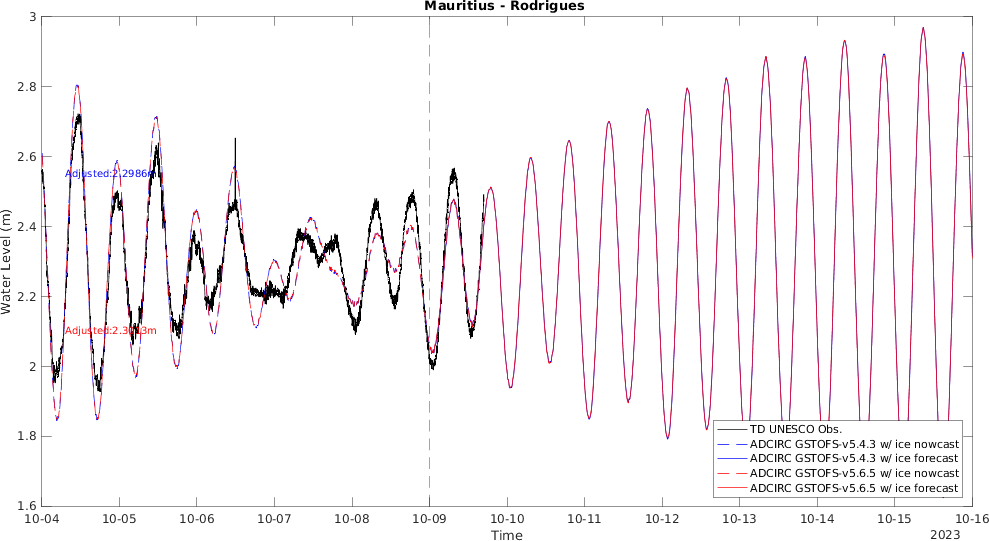 Mauritius - Rodrigues
Water Level (m)
3
2.8
2.6
2.4
2.2
2
1.8
1.6
Adjusted:2.2986m
TD UNESCO Obs.
ADCIRC GSTOFS-v5.4.3 w/ ice nowcast
ADCIRC GSTOFS-v5.4.3 w/ ice forecast
ADCIRC GSTOFS-v5.6.5 w/ ice nowcast
ADCIRC GSTOFS-v5.6.5 w/ ice forecast
10-04 10-05 10-06 10-07 10-08 10-09 10-10 10-11 10-12 10-13 10-14 10-15 10-16
Time
2023